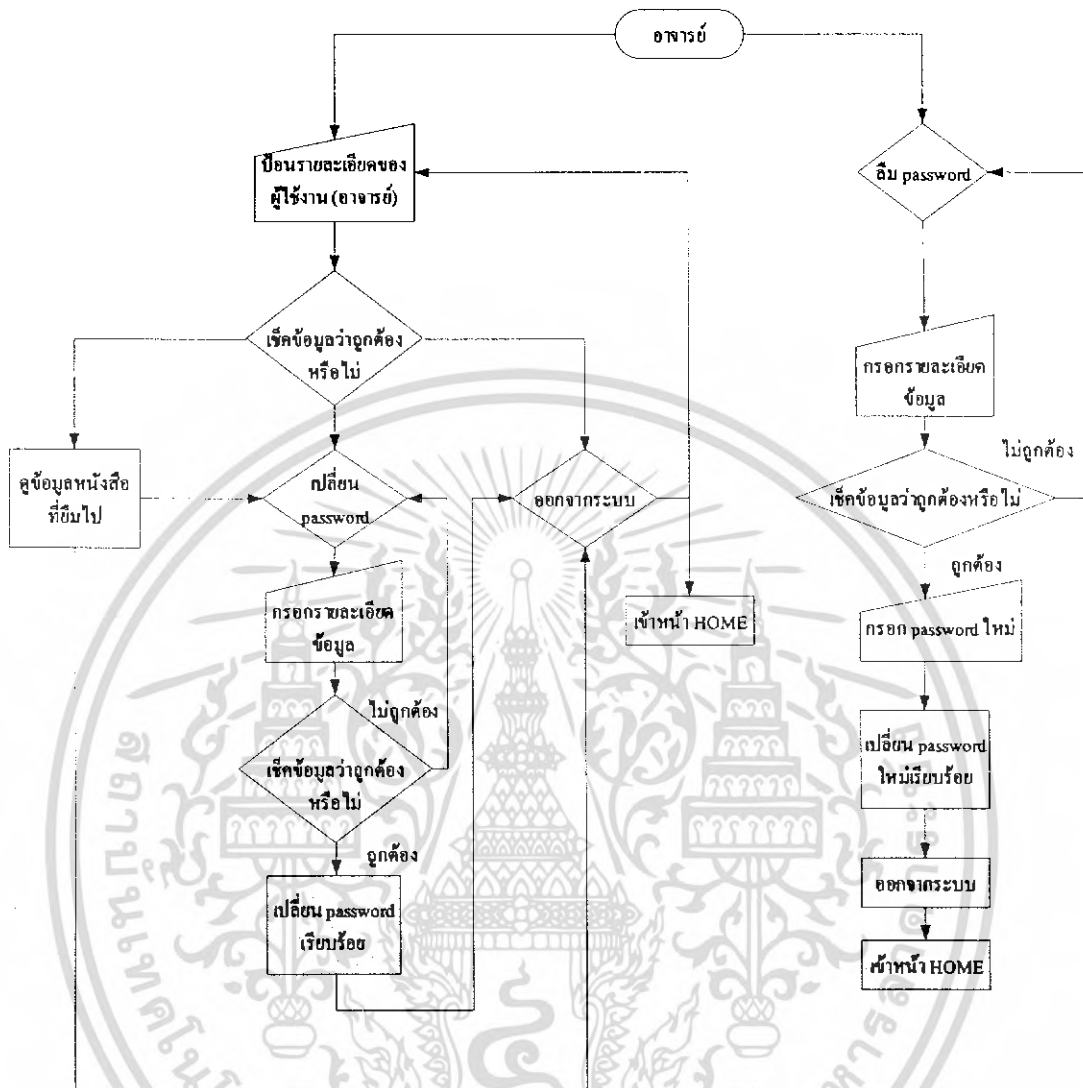 อาจารย์
ป้อนรายละเอียดของ
ผู้ใช้งาน (อาจารย์)
ลืม password
เช็คข้อมูลว่าถูกต้อง
หรือไม่
กรอกรายละเอียด
ข้อมูล
ดูข้อมูลหนังสือ
ที่ยืมไป
เปลี่ยน
password
ออกจากระบบ
ไม่ถูกต้อง
เช็คข้อมูลว่าถูกต้องหรือไม่
ถูกต้อง
กรอกรายละเอียด
ข้อมูล
เข้าหน้า HOME
กรอก password ใหม่
ไม่ถูกต้อง
เช็คข้อมูลว่าถูกต้อง
หรือไม่
ถูกต้อง
เปลี่ยน password
ใหม่เรียบร้อย
เปลี่ยน password
เรียบร้อย
ออกจากระบบ
เข้าหน้า HOME